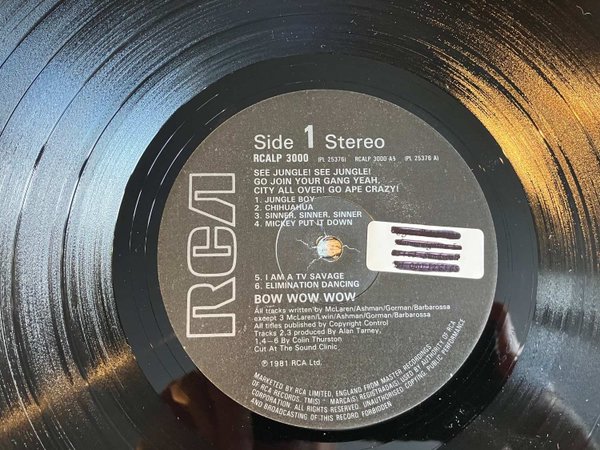 RCA
Side 1 Stereo
RCALP 3000 (PL 25376) RCALP 3000 A§ (PL 25376 A)
SEE JUNGLE! SEE JUNGLE!
GO JOIN YOUR GANG YEAH,
CITY ALL OVER! GO APE CRAZY!
1. JUNGLE BOY
2. CHIHUAHUA
3. SINNER, SINNER, SINNER
4. MICKEY PUT IT DOWN
5. I AM A TV SAVAGE
6. ELIMINATION DANCING
BOW WOW WOW
All tracks written by McLaren/Ashman/Gorman/Barbarossa
except 3 McLaren/Lwin/Ashman/Gorman/Barbarossa
All titles published by Copyright Control
Tracks 2,3 produced by Alan Tarney,
1,4—6 By Colin Thurston
Cut At The Sound Clinic
℗1981 RCA Ltd.
MARKETED BY RCA LIMITED, ENGLAND FROM MASTER RECORDINGS
OF RCA RECORDS. TM(S) ® MARCA(S) REGISTRADA(S) USED BY AUTHORITY OF RCA
CORPORATION. ALL RIGHTS RESERVED. UNAUTHORISED COPYING, PUBLIC PERFORMANCE
AND BROADCASTING OF THIS RECORD FORBIDDEN